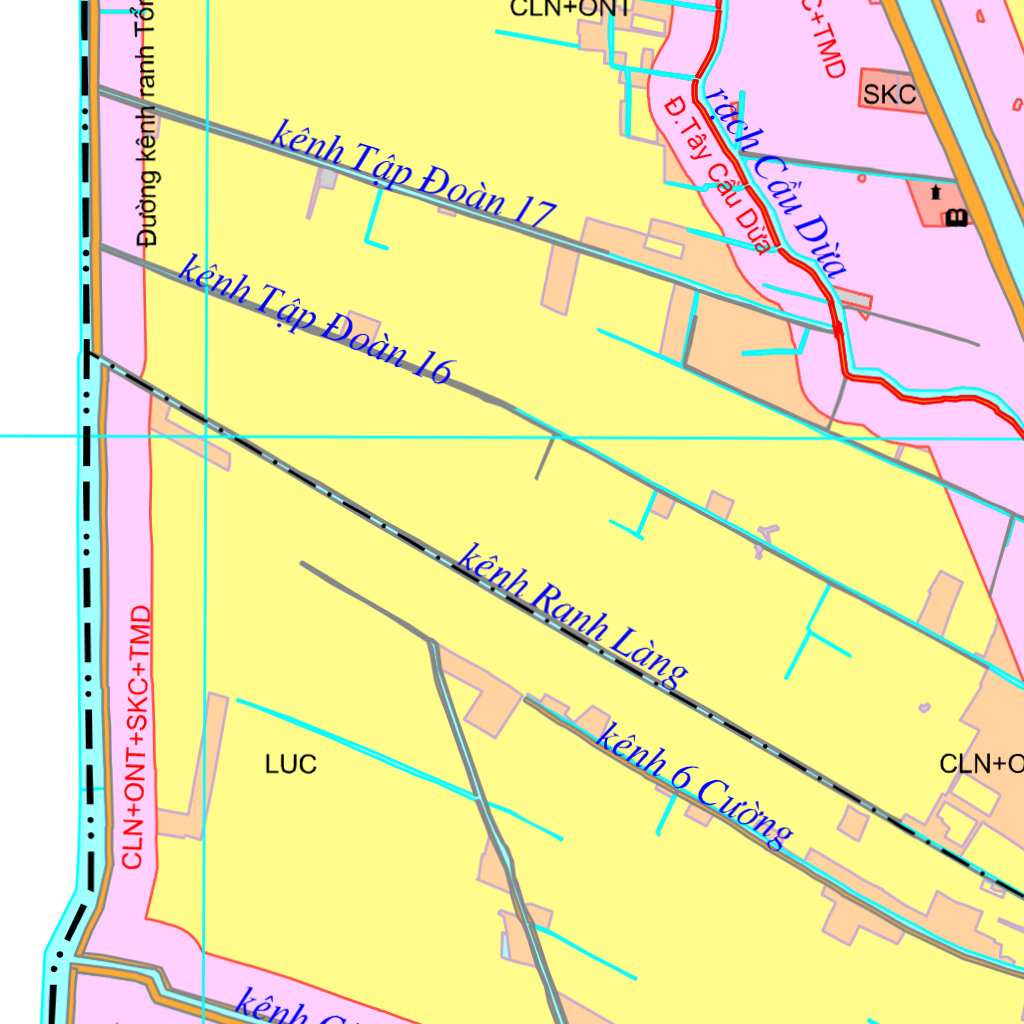 CLN+ONT
C+TMD
SKC
rạch Cầu Dừa
Đ.Tây Cầu Dừa
Đường kênh ranh
kênh Tập Đoàn 17
kênh Tập Đoàn 16
kênh Ranh Làng
CLN+ONT+SKC+TMD
LUC
kênh 6 Cường
CLN+O
kênh